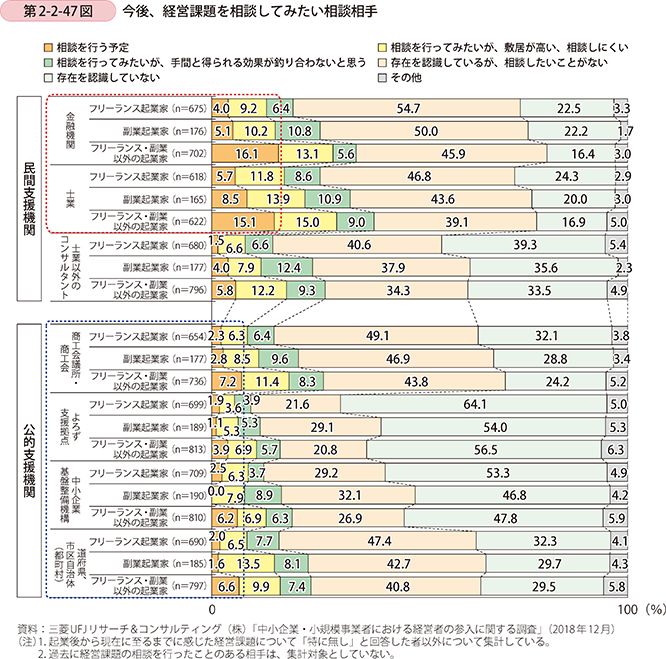 第2-2-47図 今後、経営課題を相談してみたい相談相手
相談を行う予定
相談を行ってみたいが、敷居が高い、相談しにくい
相談を行ってみたいが、手間と得られる効果が釣り合わないと思う
存在を認識しているが、相談したいことがない
存在を認識していない
その他
民間支援機関
金融機関
フリーランス起業家（n=675） 4.0 9.2 6.4 54.7 22.5 3.3
副業起業家（n=176） 5.1 10.2 10.8 50.0 22.2 1.7
フリーランス・副業
以外の起業家（n=702） 16.1 13.1 5.6 45.9 16.4 3.0
士業
フリーランス起業家（n=618） 5.7 11.8 8.6 46.8 24.3 2.9
副業起業家（n=165） 8.5 13.9 10.9 43.6 20.0 3.0
フリーランス・副業
以外の起業家（n=622） 15.1 15.0 9.0 39.1 16.9 5.0
士業以外の
コンサルタント
フリーランス起業家（n=680） 1.5 6.6 6.6 40.6 39.3 5.4
副業起業家（n=177） 4.0 7.9 12.4 37.9 35.6 2.3
フリーランス・副業
以外の起業家（n=796） 5.8 12.2 9.3 34.3 33.5 4.9
公的支援機関
商工会議所・
商工会
フリーランス起業家（n=654） 2.3 6.3 6.4 49.1 32.1 3.8
副業起業家（n=177） 2.8 8.5 9.6 46.9 28.8 3.4
フリーランス・副業
以外の起業家（n=736） 7.2 11.4 8.3 43.8 24.2 5.2
よろず
支援拠点
フリーランス起業家（n=699） 1.9 3.6 3.9 21.6 64.1 5.0
副業起業家（n=189） 1.1 5.3 5.3 29.1 54.0 5.3
フリーランス・副業
以外の起業家（n=813） 3.9 6.9 5.7 20.8 56.5 6.3
中小企業
基盤整備機構
フリーランス起業家（n=709） 2.5 6.3 3.7 29.2 53.3 4.9
副業起業家（n=190） 0.0 7.9 8.9 32.1 46.8 4.2
フリーランス・副業
以外の起業家（n=810） 6.2 6.9 6.3 26.9 47.8 5.9
道府県、
市区自治体
（都町村）
フリーランス起業家（n=690） 2.0 6.5 7.7 47.4 32.3 4.1
副業起業家（n=185） 1.6 13.5 8.1 42.7 29.7 4.3
フリーランス・副業
以外の起業家（n=797） 6.6 9.9 7.4 40.8 29.5 5.8
0 100（%）
資料：三菱UFJリサーチ＆コンサルティング（株）「中小企業・小規模事業者における経営者の参入に関する調査」（2018年12月）
（注）1. 起業後から現在に至るまでに感じた経営課題について「特に無し」と回答した者以外について集計している。
2. 過去に経営課題の相談を行ったことのある相手は、集計対象としていない。